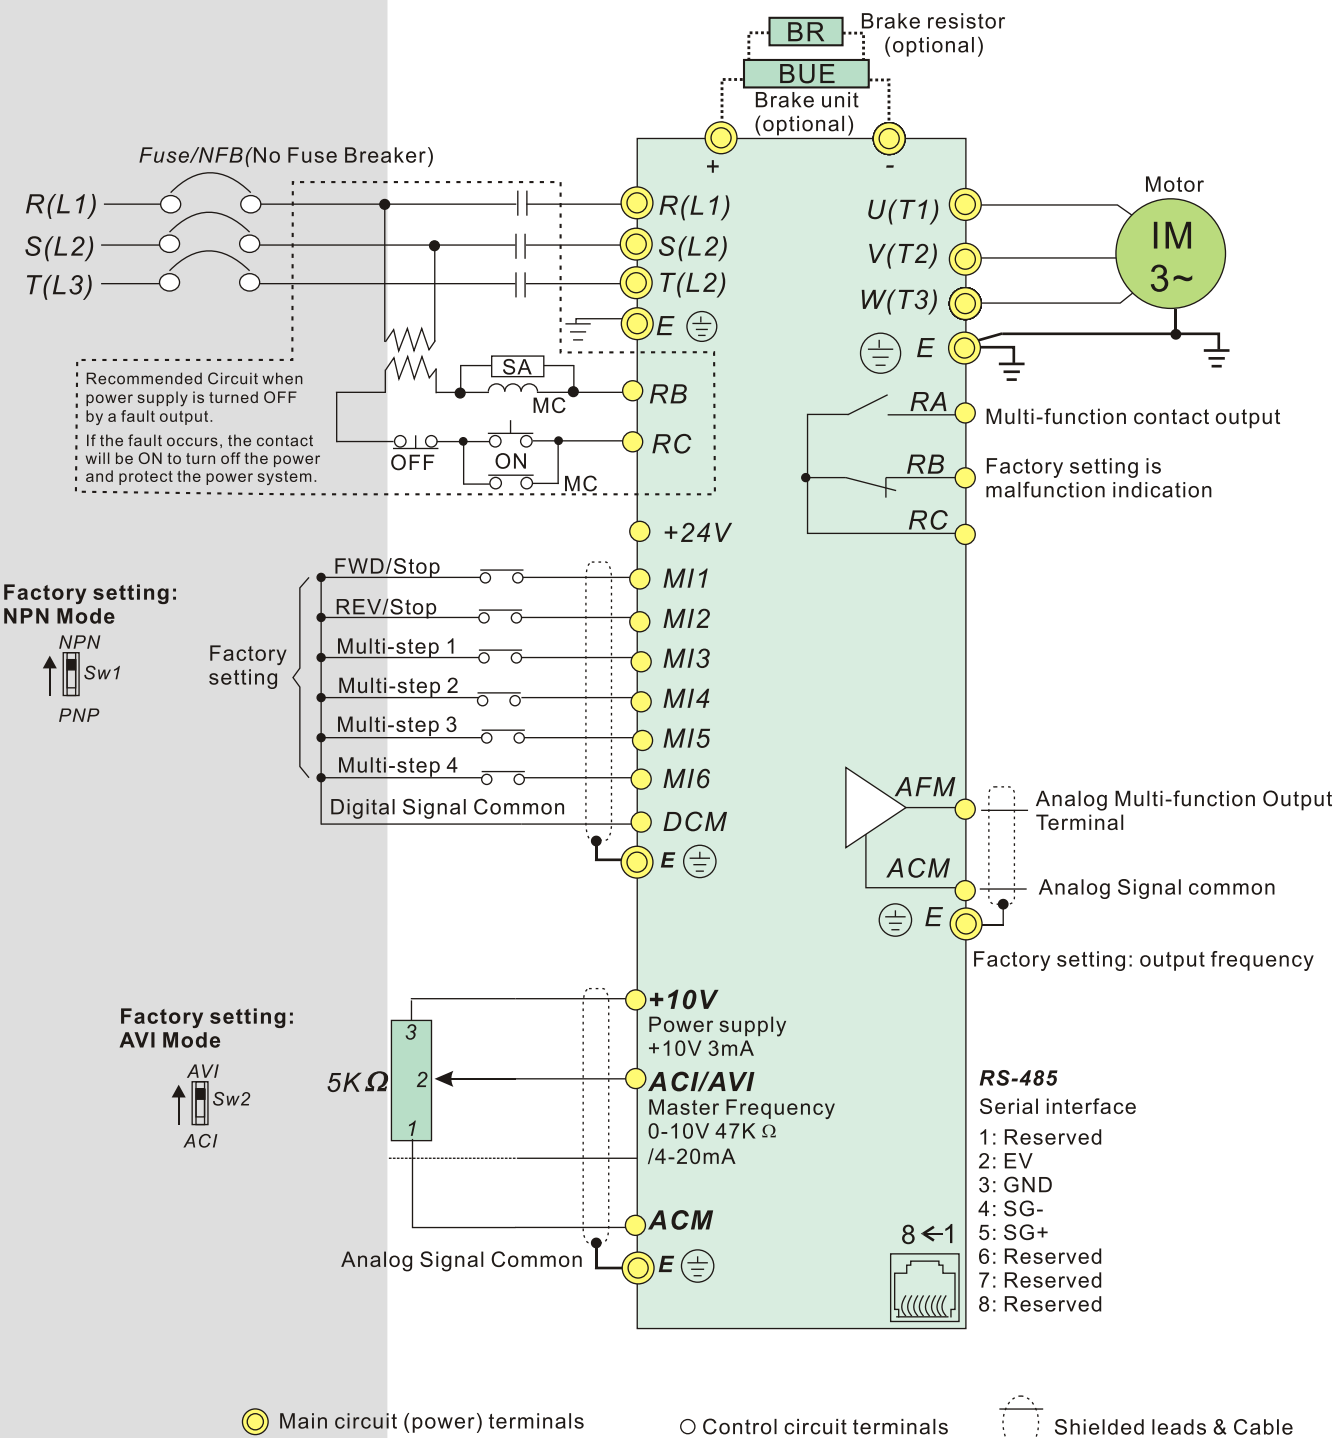 BR
Brake resistor
(optional)
BUE
Brake unit
(optional)
+
-
Fuse/NFB(No Fuse Breaker)
R(L1)
S(L2)
T(L3)
R(L1)
S(L2)
T(L2)
E
U(T1)
V(T2)
W(T3)
E
Motor
IM
3~
Recommended Circuit when
power supply is turned OFF
by a fault output.
If the fault occurs, the contact
will be ON to turn off the power
and protect the power system.
SA
MC
RB
OFF
ON
MC
RC
RA
Multi-function contact output
RB
Factory setting is
malfunction indication
RC
+24V
Factory setting:
NPN Mode
NPN
Sw1
PNP
Factory
setting
FWD/Stop
MI1
REV/Stop
MI2
Multi-step 1
MI3
Multi-step 2
MI4
Multi-step 3
MI5
Multi-step 4
MI6
Digital Signal Common
DCM
E
AFM
Analog Multi-function Output
Terminal
ACM
Analog Signal common
E
Factory setting: output frequency
Factory setting:
AVI Mode
AVI
Sw2
ACI
5K Ω
3
2
1
+10V
Power supply
+10V 3mA
ACI/AVI
Master Frequency
0-10V 47K Ω
/4-20mA
ACM
Analog Signal Common
E
RS-485
Serial interface
1: Reserved
2: EV
3: GND
4: SG-
5: SG+
6: Reserved
7: Reserved
8: Reserved
8←1
Main circuit (power) terminals
Control circuit terminals
Shielded leads & Cable